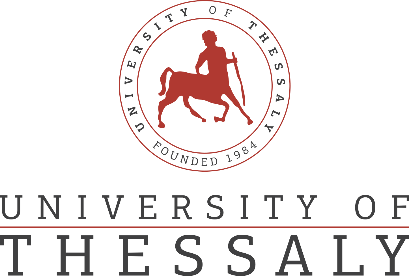 UNIVERSITY OF THESSALY
FOUNDED 1984
UNIVERSITY OF
THESSALY